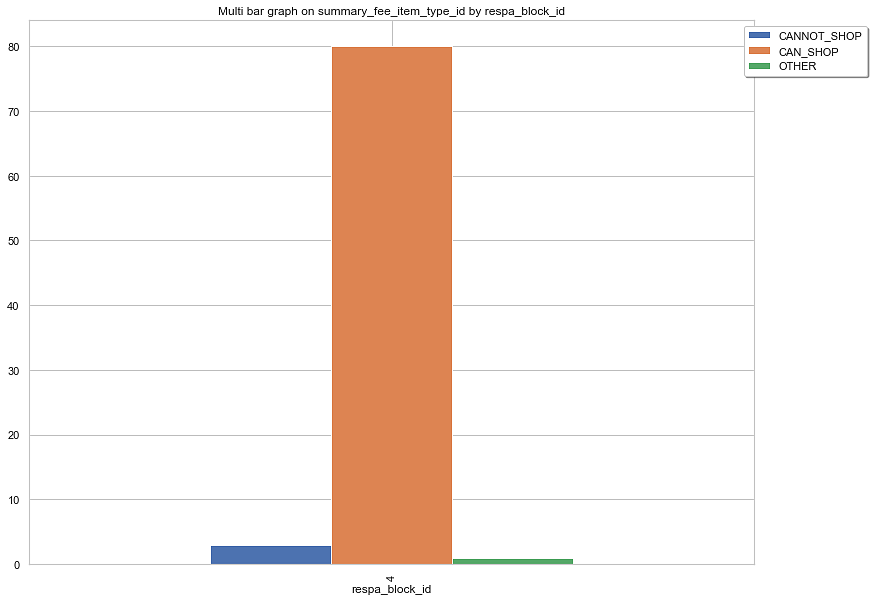 Multi bar graph on summary_fee_item_type_id by respa_block_id
CANNOT_SHOP
CAN_SHOP
OTHER
80
70
60
50
40
30
20
10
0
4
respa_block_id